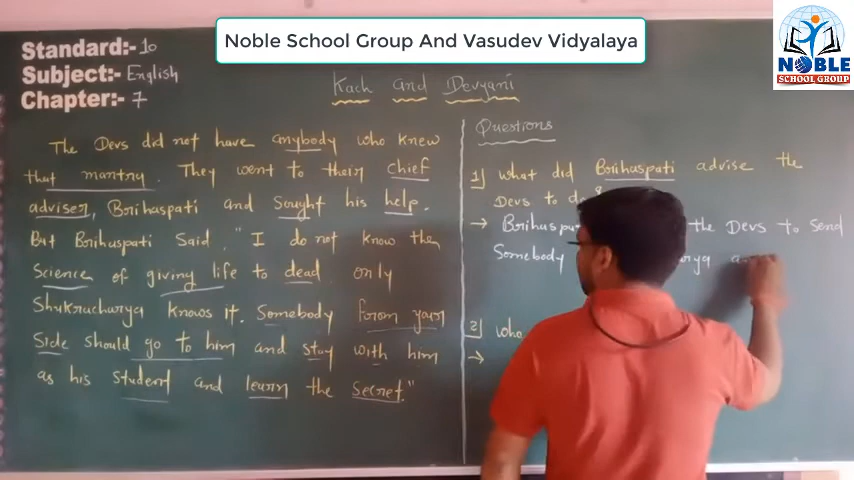 Noble School Group And Vasudev Vidyalaya
NOBLE
SCHOOL GROUP
Standard:- 10
Subject:- English
Chapter:- 7
Kach and Devyani
The Devs did not have anybody who knew
that mantra. They went to their chief
adviser, Brihaspati and Sought his help.
But Brihaspati Said, "I do not know the
Science of giving life to dead. only
Shukracharya knows it. Somebody from your
Side should go to him and stay with him
as his student and learn the secret."
Questions
1] what did Brihaspati advise the
Devs to do
→ the Devs to send
Somebody
2] who
→